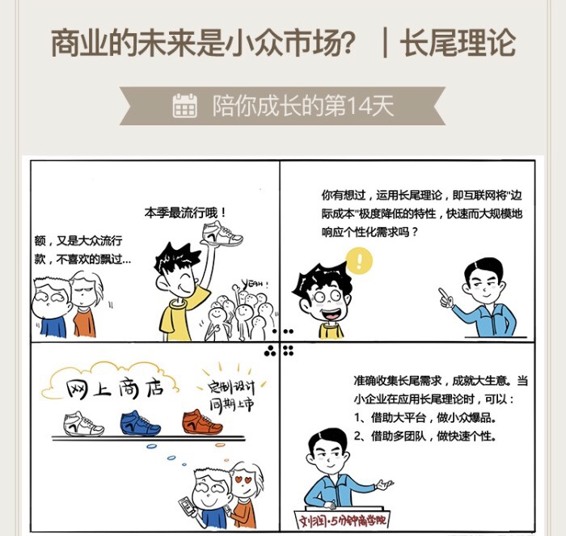 商业的未来是小众市场？｜长尾理论
陪你成长的第14天
本季最流行哦！
额，又是大众流行
款，不喜欢的飘过...
YEAH！
你有想过，运用长尾理论，即互联网将"边
际成本"极度降低的特性，快速而大规模地
响应个性化需求吗？
!
网上商店
定制设计
同期上市
准确收集长尾需求，成就大生意。当
小企业在应用长尾理论时，可以：
1、借助大平台，做小众爆品。
2、借助多团队，做快速个性。
刘润·5分钟商学院